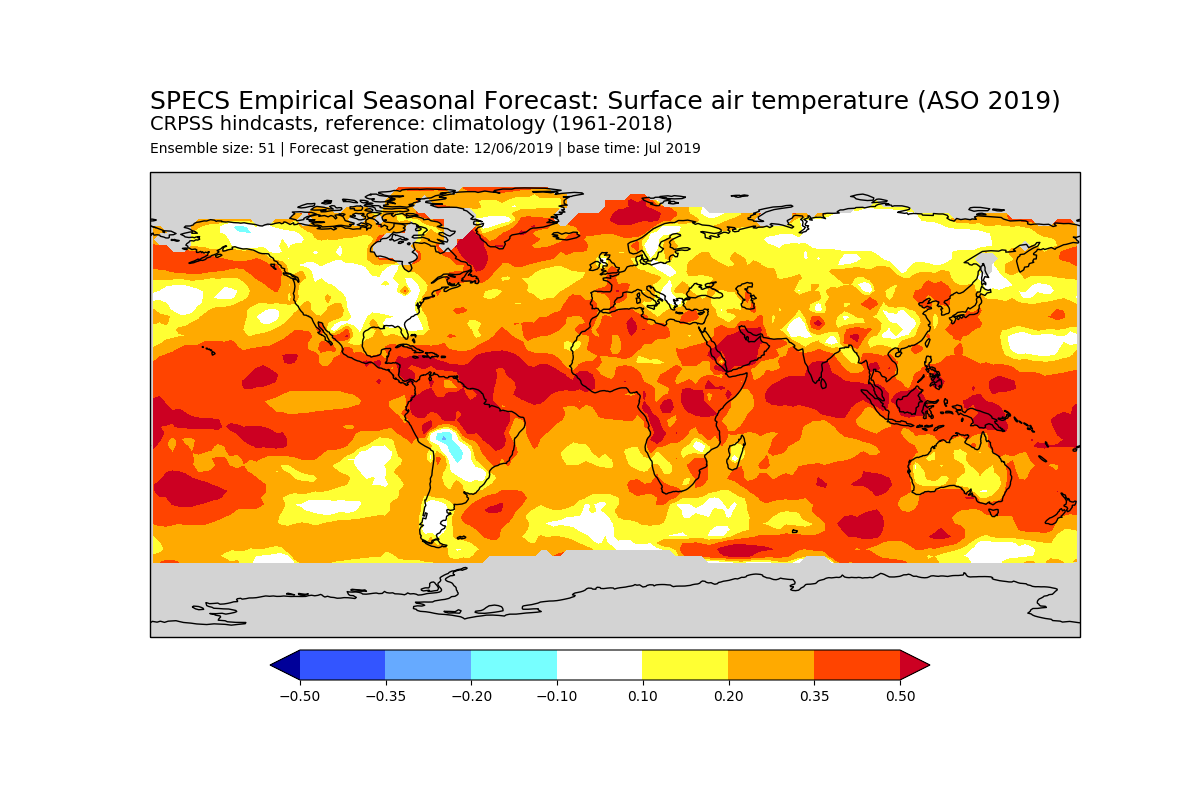 SPECS Empirical Seasonal Forecast: Surface air temperature (ASO 2019)
CRPSS hindcasts, reference: climatology (1961-2018)
Ensemble size: 51 | Forecast generation date: 12/06/2019 | base time: Jul 2019
−0.50 −0.35 −0.20 −0.10 0.10 0.20 0.35 0.50